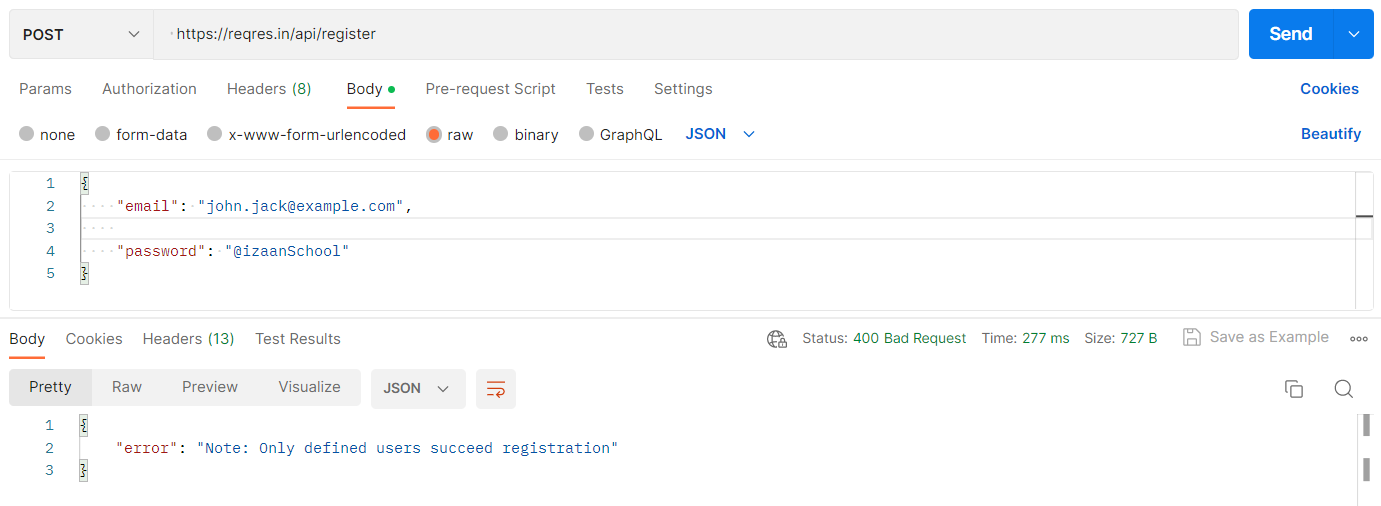 POST https://reqres.in/api/register Send
Params Authorization Headers (8) Body Pre-request Script Tests Settings Cookies
none form-data x-www-form-urlencoded raw binary GraphQL JSON Beautify
1 {
2 "email": "john.jack@example.com",
3
4 "password": "@izaanSchool"
5 }
Body Cookies Headers (13) Test Results Status: 400 Bad Request Time: 277 ms Size: 727 B Save as Example
Pretty Raw Preview Visualize JSON
1 {
2 "error": "Note: Only defined users succeed registration"
3 }